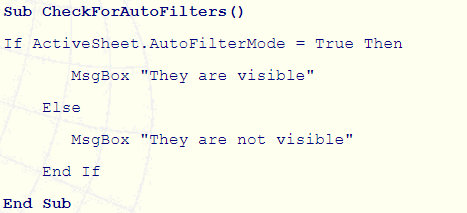 Sub CheckForAutoFilters()
If ActiveSheet.AutoFilterMode = True Then
MsgBox "They are visible"
Else
MsgBox "They are not visible"
End If
End Sub